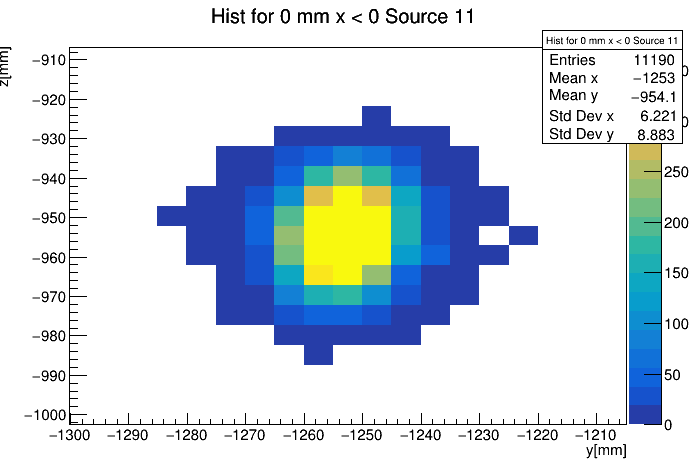 Hist for 0 mm x < 0 Source 11
Hist for 0 mm x < 0 Source 11
Entries 11190
Mean x −1253
Mean y −954.1
Std Dev x 6.221
Std Dev y 8.883
z[mm]
−910
−920
−930
−940
−950
−960
−970
−980
−990
−1000
−1300 −1290 −1280 −1270 −1260 −1250 −1240 −1230 −1220 −1210
y[mm]
250
200
150
100
50
0